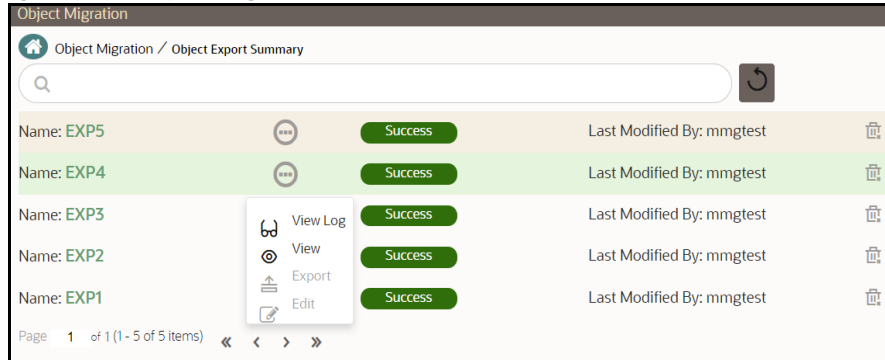 Object Migration
Object Migration / Object Export Summary
Name: EXP5 Success Last Modified By: mmgtest
Name: EXP4 Success Last Modified By: mmgtest
Name: EXP3 View Log Success Last Modified By: mmgtest
View
Name: EXP2 Success Last Modified By: mmgtest
Export
Name: EXP1 Edit Success Last Modified By: mmgtest
Page 1 of 1 (1 - 5 of 5 items) « ‹ › »